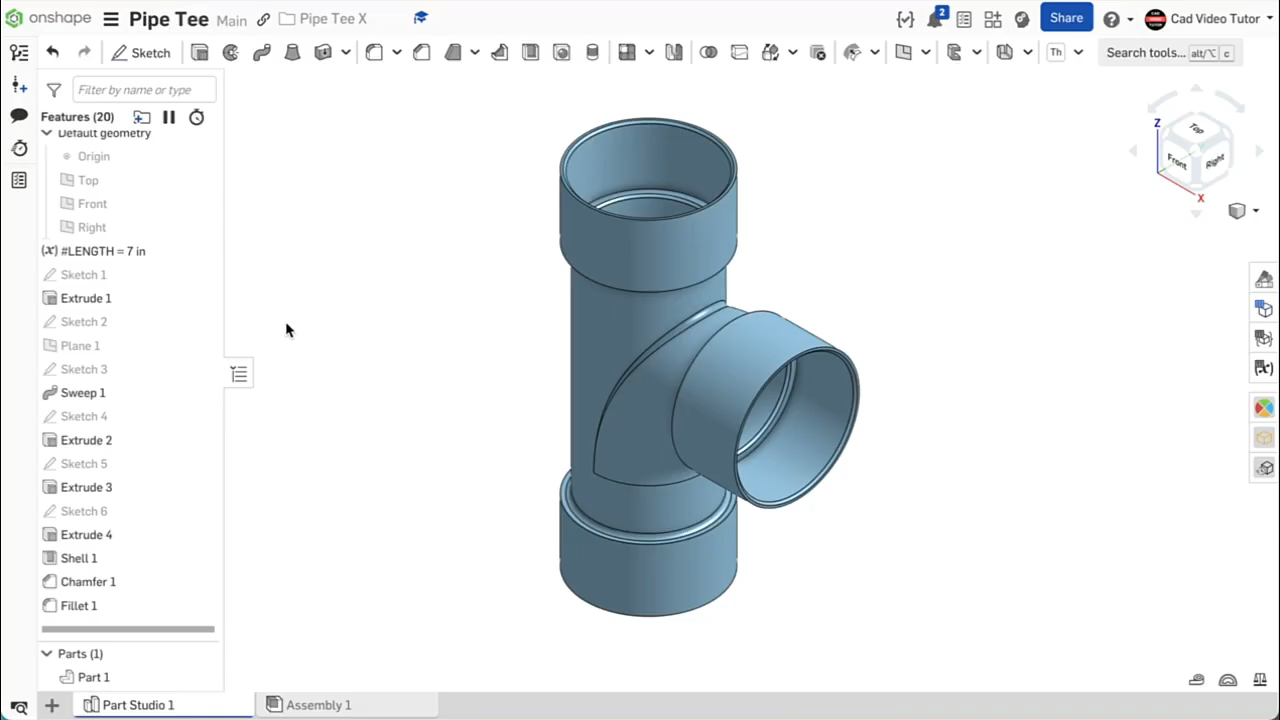 onshape Pipe Tee Main Pipe Tee X 2 Share Cad Video Tutor
Sketch Th Search tools... alt/⌥ c
Filter by name or type
Features (20)
Default geometry
Origin
Top
Front
Right
(x) #LENGTH = 7 in
Sketch 1
Extrude 1
Sketch 2
Plane 1
Sketch 3
Sweep 1
Sketch 4
Extrude 2
Sketch 5
Extrude 3
Sketch 6
Extrude 4
Shell 1
Chamfer 1
Fillet 1
Parts (1)
Part 1
Z
Top
Front Right
X
(x)
Part Studio 1 Assembly 1